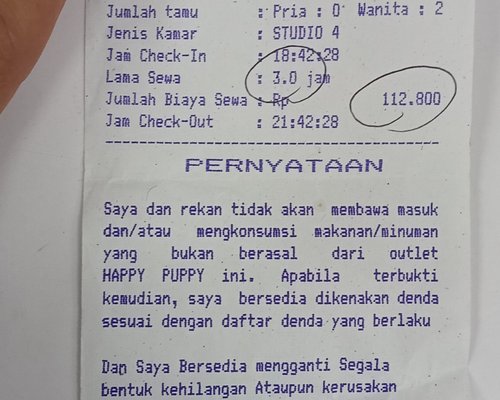 Jumlah tamu : Pria : 0 Wanita : 2
Jenis Kamar : STUDIO 4
Jam Check-In : 18:42:28
Lama Sewa : 3.0 jam
Jumlah Biaya Sewa : Rp 112.800
Jam Check-Out : 21:42:28
PERNYATAAN
Saya dan rekan tidak akan membawa masuk
dan/atau mengkonsumsi makanan/minuman
yang bukan berasal dari outlet
HAPPY PUPPY ini. Apabila terbukti
kemudian, saya bersedia dikenakan denda
sesuai dengan daftar denda yang berlaku
Dan Saya Bersedia mengganti Segala
bentuk kehilangan Ataupun kerusakan